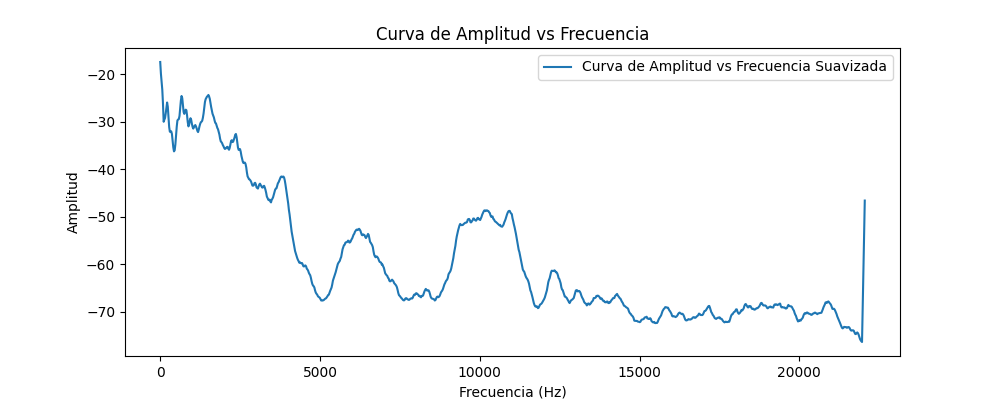 Curva de Amplitud vs Frecuencia
Curva de Amplitud vs Frecuencia Suavizada
Amplitud
−20
−30
−40
−50
−60
−70
0 5000 10000 15000 20000
Frecuencia (Hz)